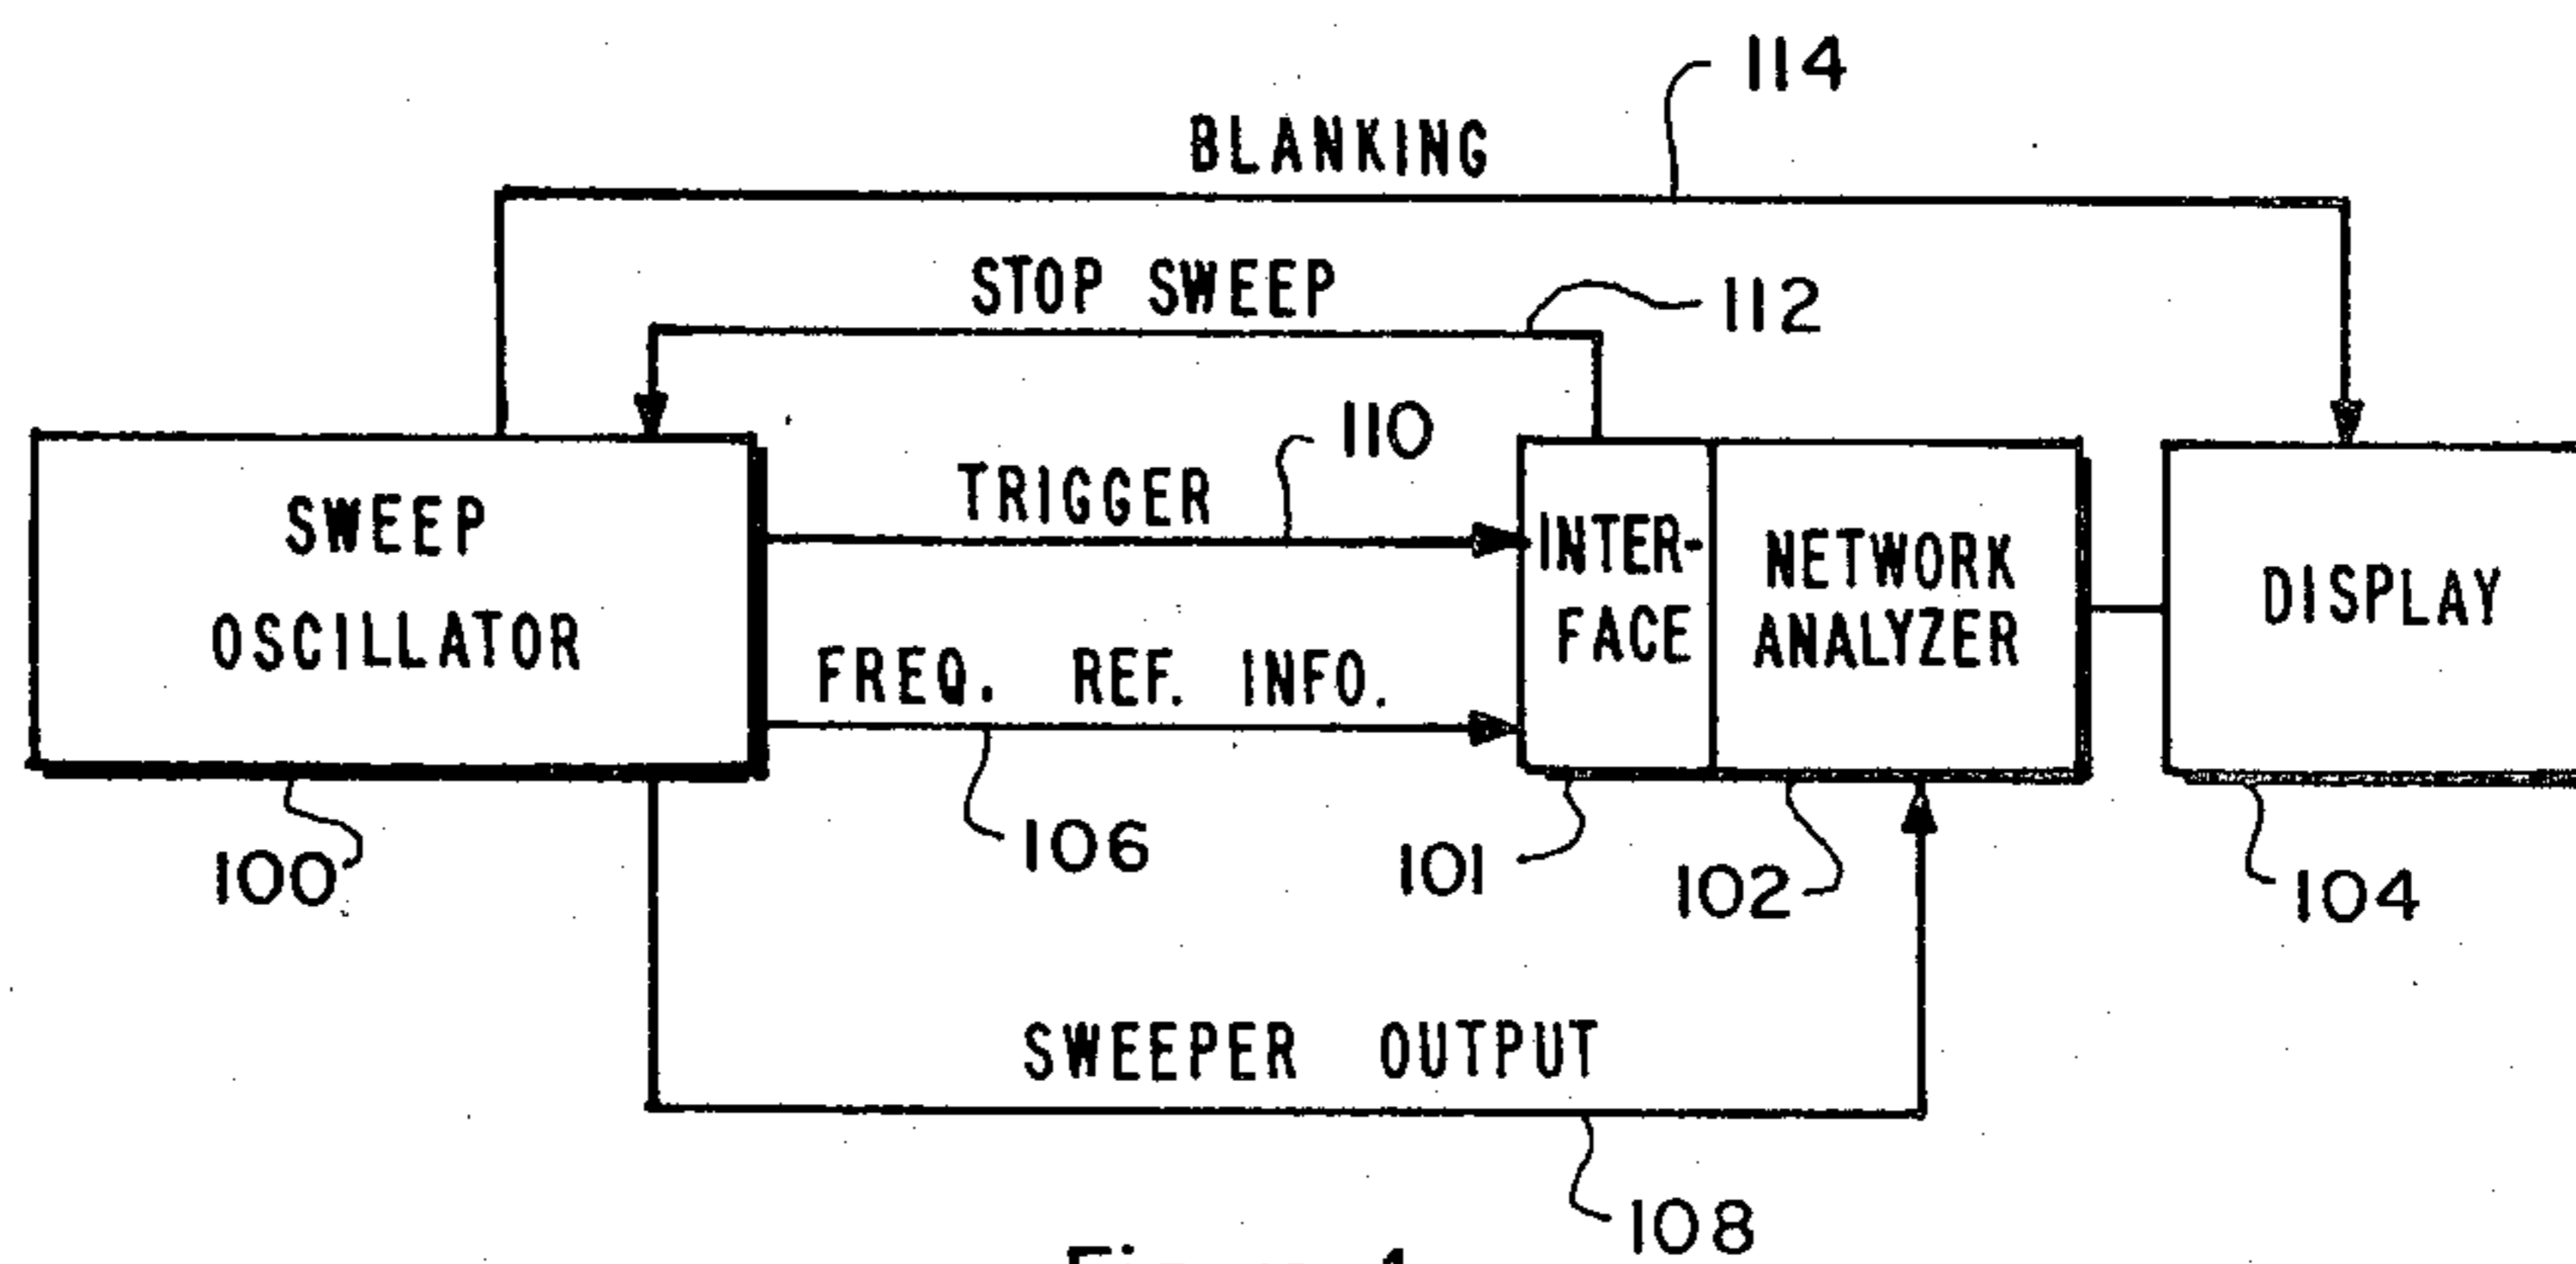 114
BLANKING
STOP SWEEP
112
110
TRIGGER
SWEEP
OSCILLATOR
INTER-
FACE
NETWORK
ANALYZER
DISPLAY
FREQ. REF. INFO.
100
106
101
102
104
SWEEPER OUTPUT
108